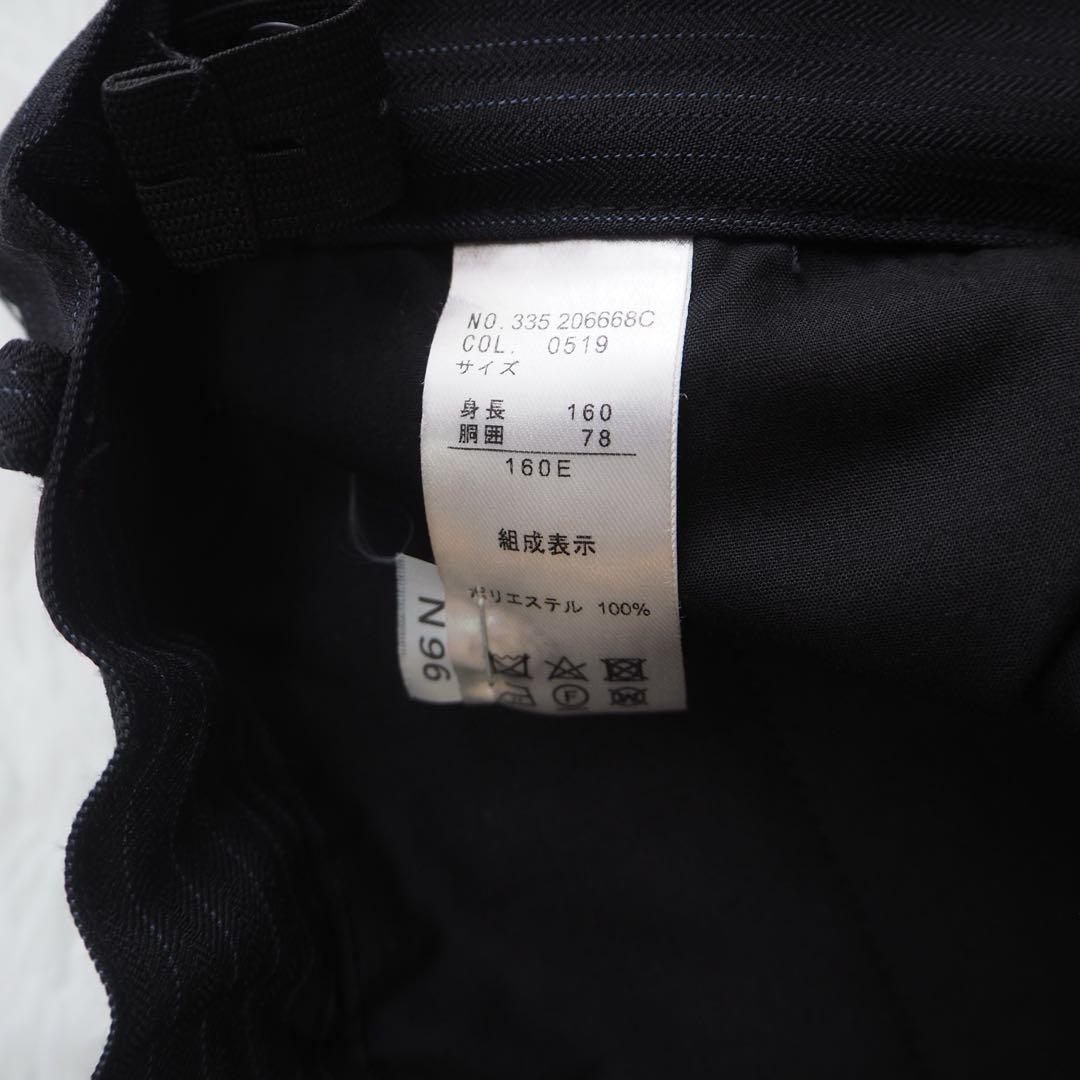 NO. 335 206668C
COL. 0519
サイズ
身長 160
胴囲 78
160E
組成表示
ポリエステル 100%
F
W
96N